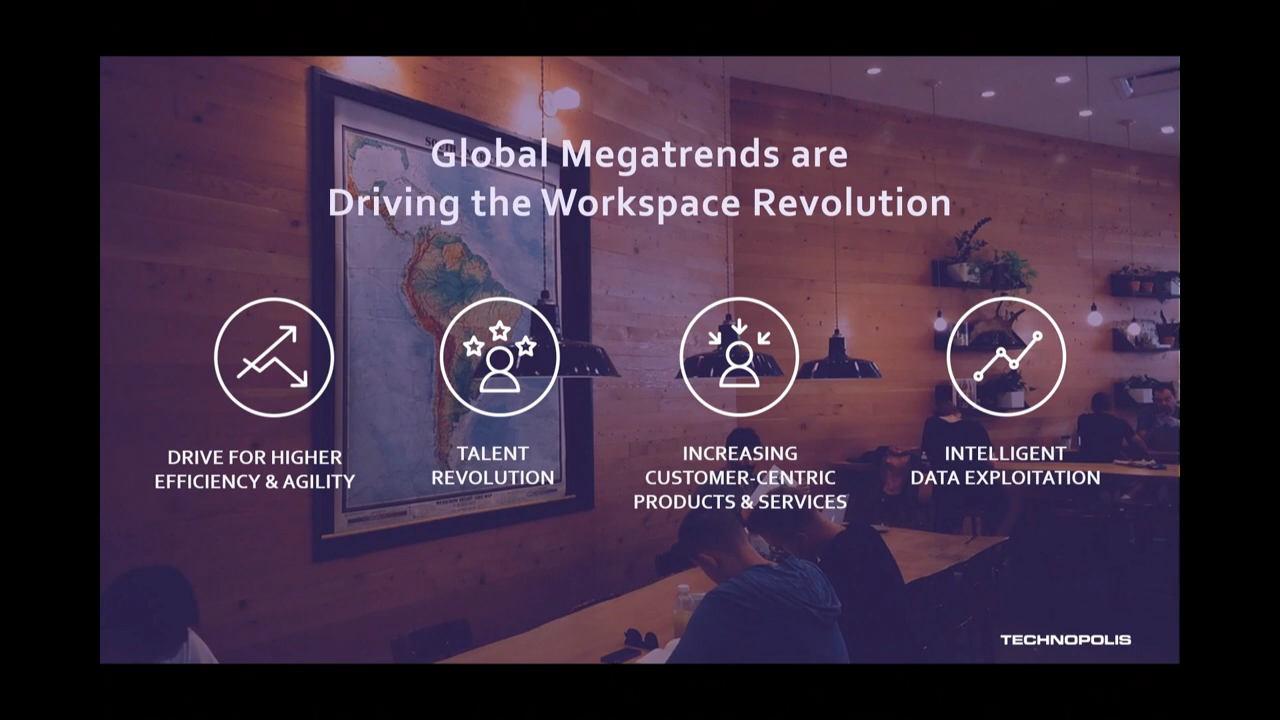 Global Megatrends are
Driving the Workspace Revolution
DRIVE FOR HIGHER
EFFICIENCY & AGILITY
TALENT
REVOLUTION
INCREASING
CUSTOMER-CENTRIC
PRODUCTS & SERVICES
INTELLIGENT
DATA EXPLOITATION
TECHNOPOLIS